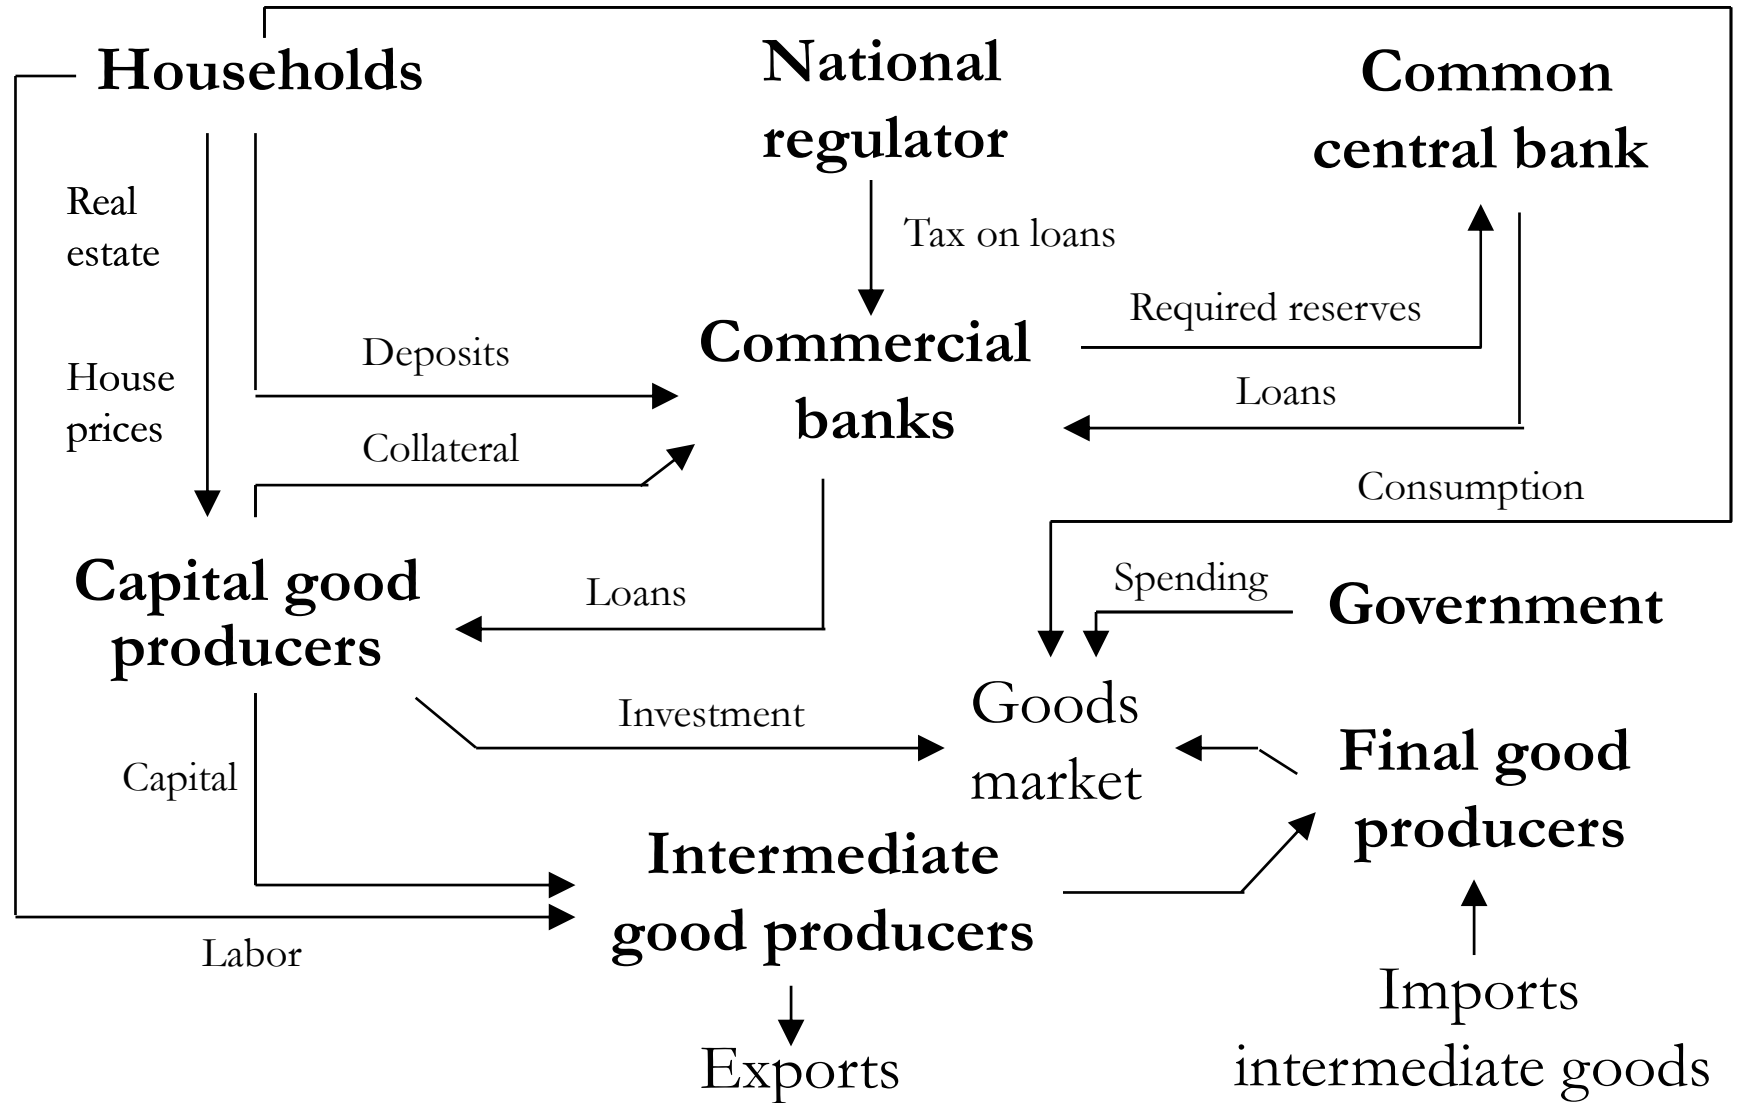 Households
National
regulator
Common
central bank
Real
estate
Tax on loans
House
prices
Deposits
Commercial
banks
Required reserves
Loans
Collateral
Consumption
Capital good
producers
Loans
Spending
Government
Investment
Goods
market
Final good
producers
Capital
Intermediate
good producers
Labor
Exports
Imports
intermediate goods